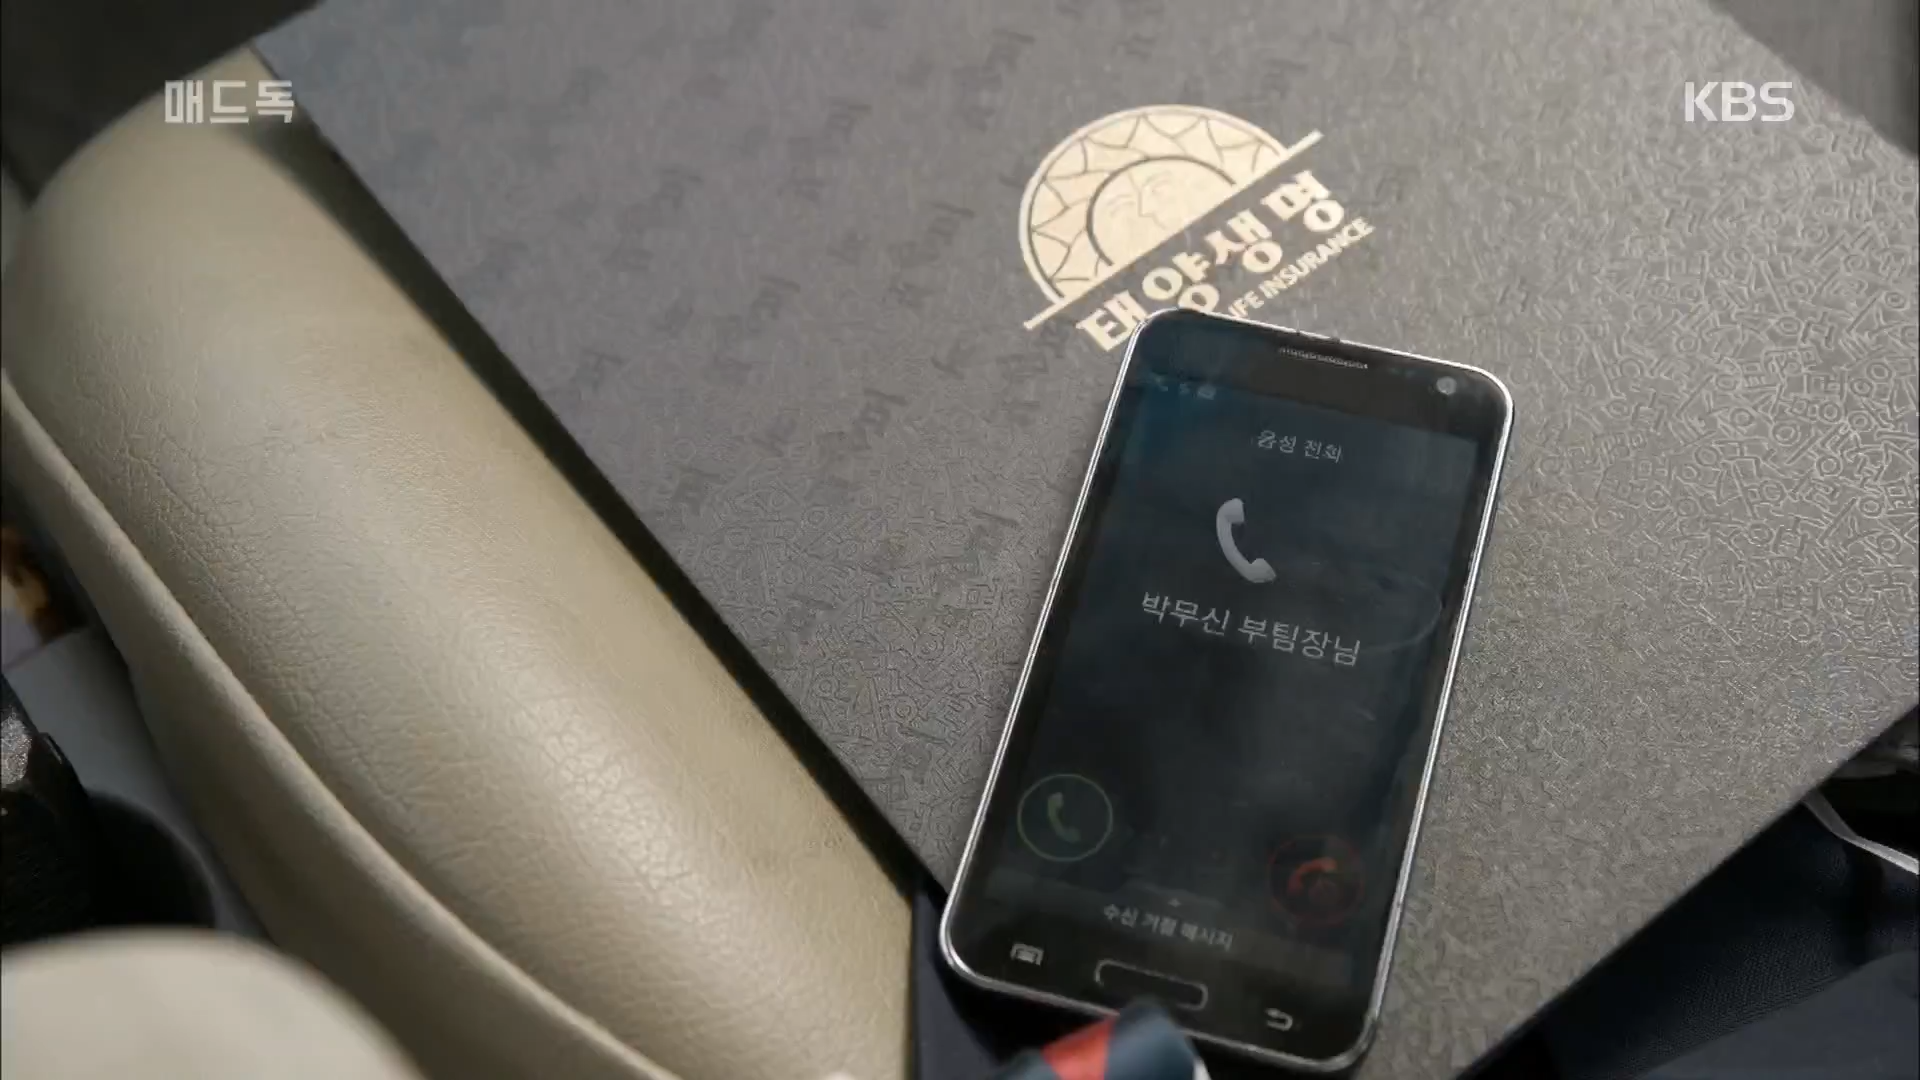 매드독
KBS
태양생명
LIFE INSURANCE
음성 전화
박무신 부팀장님
수신 거절 메시지